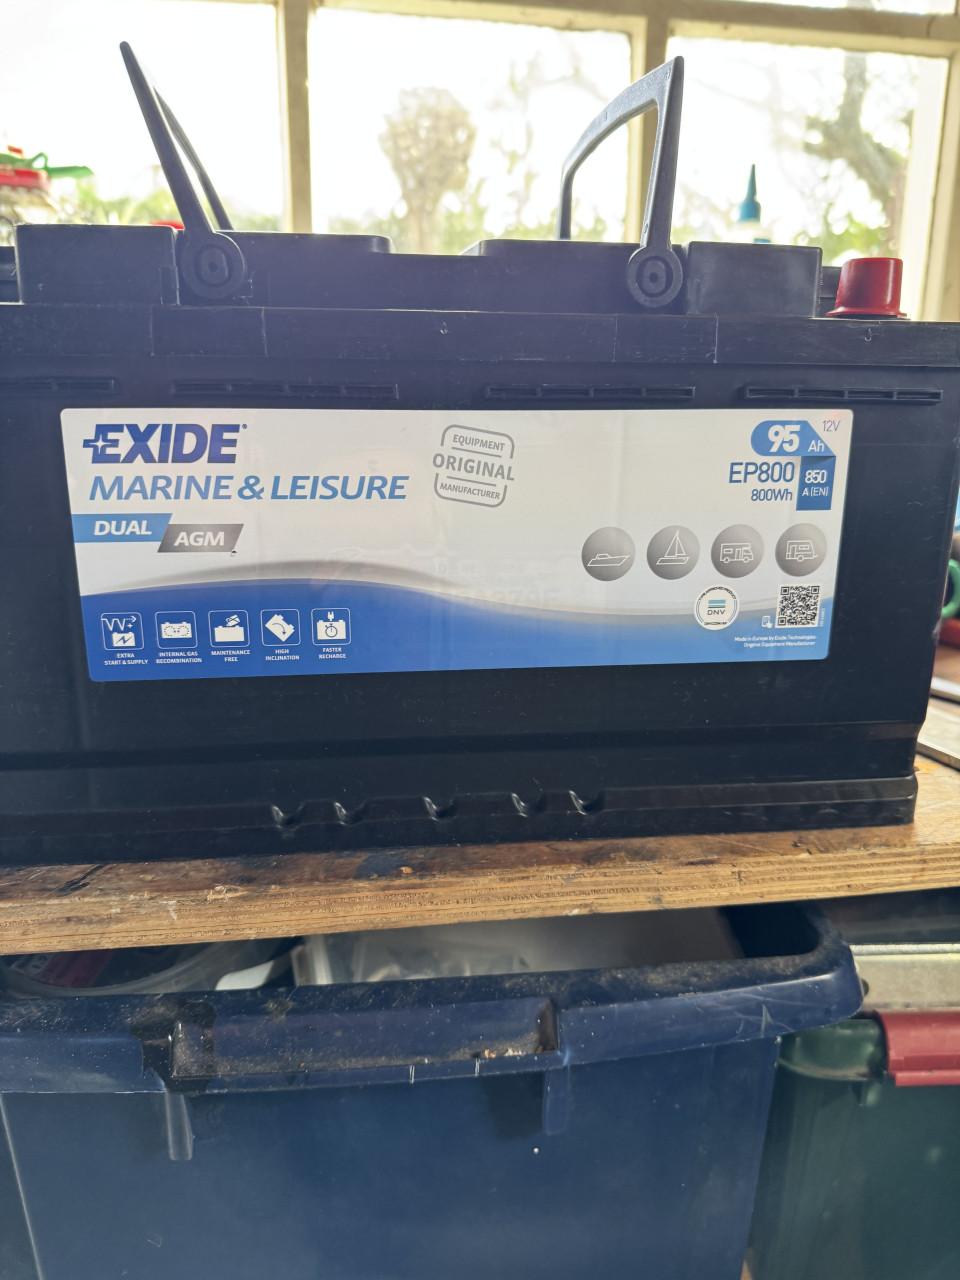 EXIDE
MARINE & LEISURE
DUAL
AGM
EQUIPMENT
ORIGINAL
MANUFACTURER
12V
95 Ah
EP800
800Wh
850
A (EN)
DNV
EXTRA
START & SUPPLY
INTERNAL GAS
RECOMBINATION
MAINTENANCE
FREE
HIGH
INCLINATION
FASTER
RECHARGE
Made in Europe by Exide Technologies
Original Equipment Manufacturer